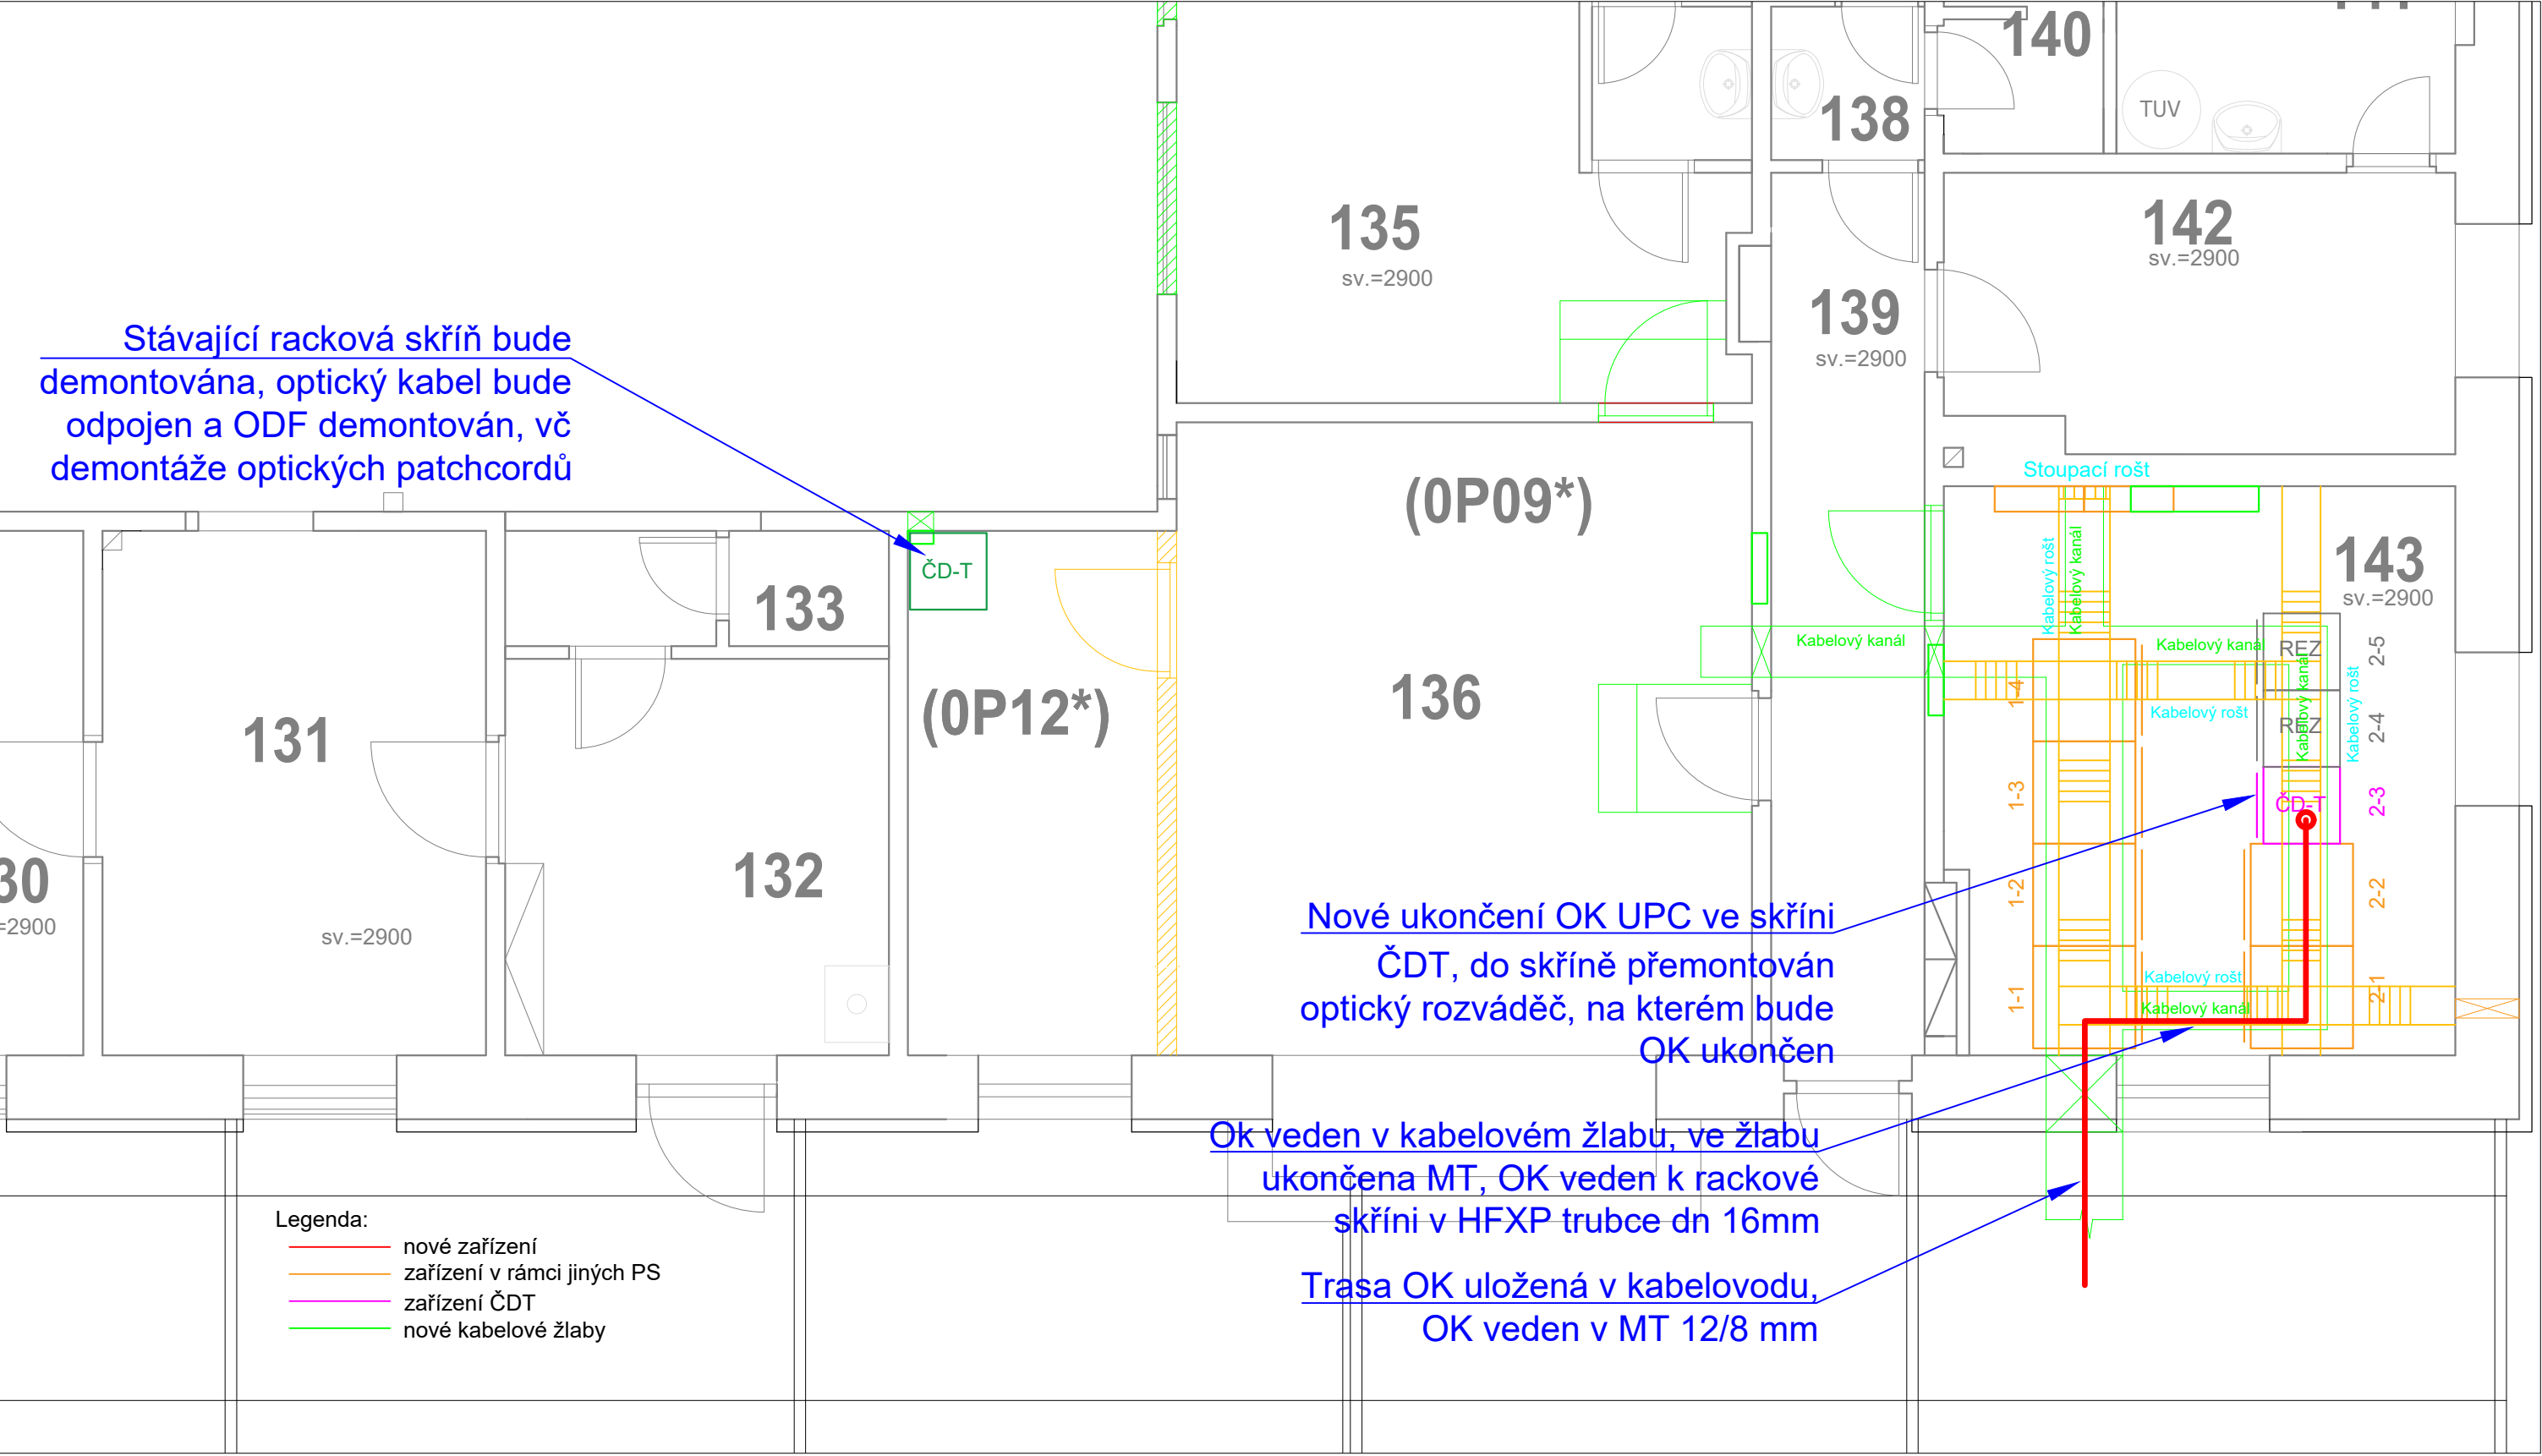 140
138
TUV
135
sv.=2900
142
sv.=2900
139
sv.=2900
Stávající racková skříň bude
demontována, optický kabel bude
odpojen a ODF demontován, vč
demontáže optických patchcordů
Stoupací rošt
(0P09*)
ČD-T
133
143
sv.=2900
Kabelový rošt
Kabelový kanál
Kabelový kanál
Kabelový kanál
REZ
2-5
131
(0P12*)
136
1-4
Kabelový rošt
REZ
Kabelový kanál
2-4
Kabelový rošt
1-3
ČD-T
2-3
30
=2900
sv.=2900
132
1-2
2-2
Nové ukončení OK UPC ve skříni
ČDT, do skříně přemontován
optický rozváděč, na kterém bude
OK ukončen
1-1
Kabelový rošt
Kabelový kanál
2-1
Ok veden v kabelovém žlabu, ve žlabu
ukončena MT, OK veden k rackové
skříni v HFXP trubce dn 16mm
Trasa OK uložená v kabelovodu,
OK veden v MT 12/8 mm
Legenda:
nové zařízení
zařízení v rámci jiných PS
zařízení ČDT
nové kabelové žlaby